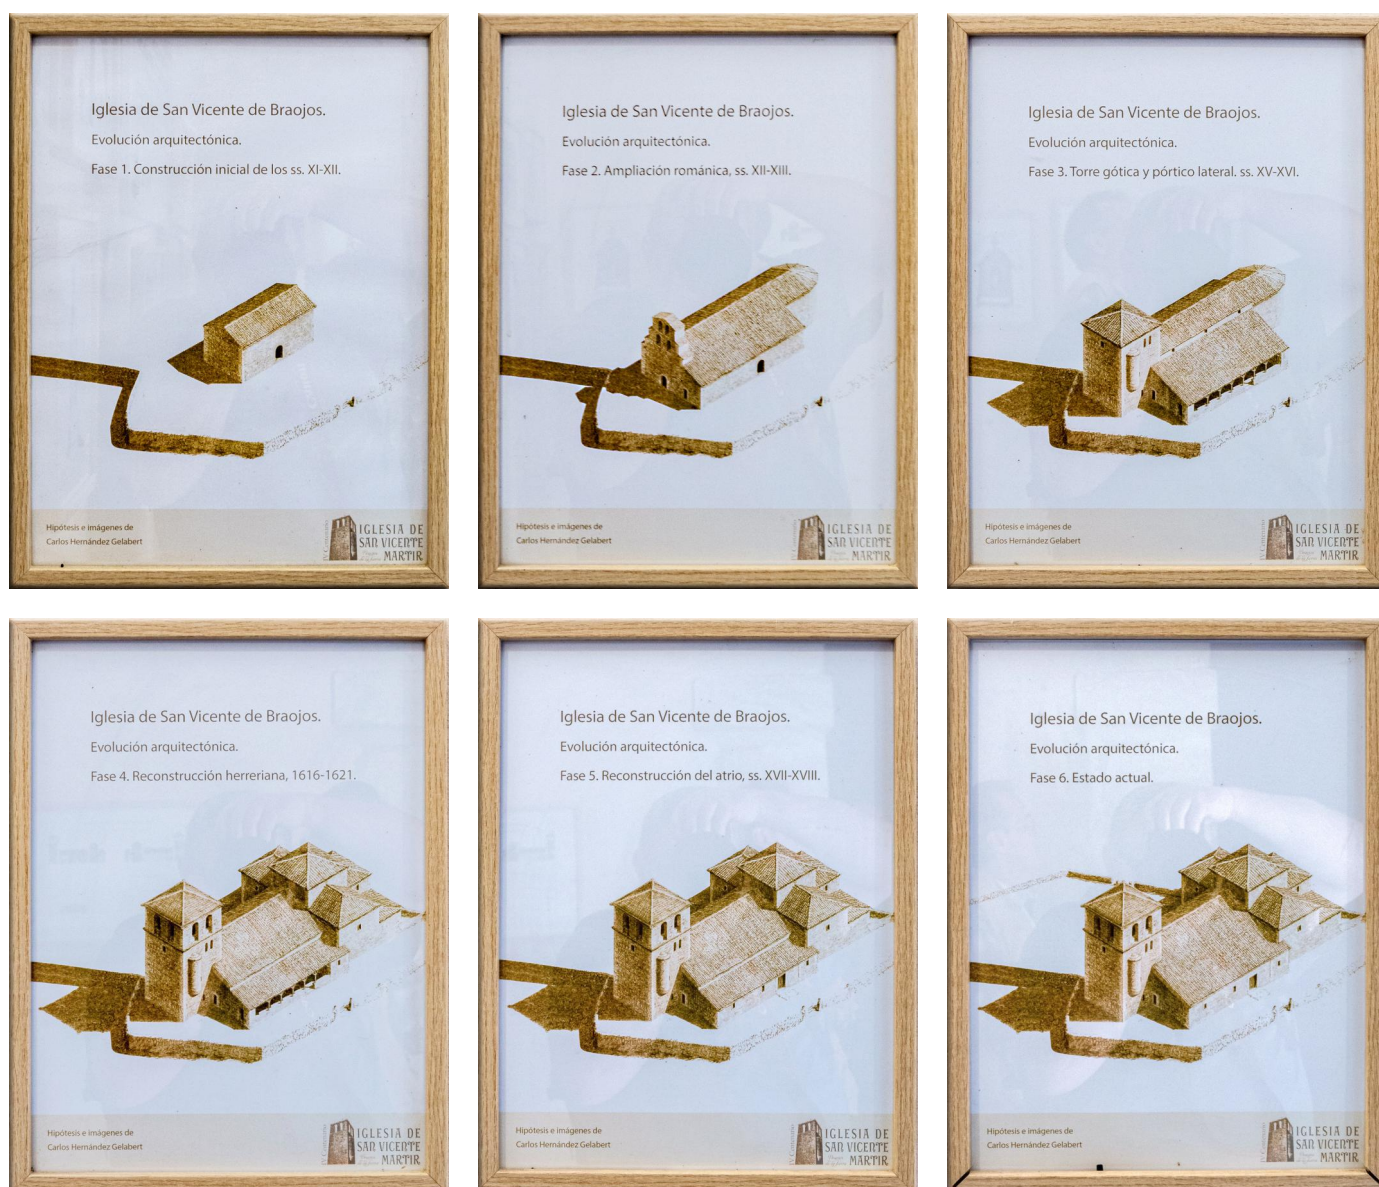 Iglesia de San Vicente de Braojos.
Evolución arquitectónica.
Fase 1. Construcción inicial de los ss. XI-XII.
Hipótesis e imágenes de
Carlos Hernández Gelabert
IGLESIA DE
SAN VICENTE
MARTIR
Iglesia de San Vicente de Braojos.
Evolución arquitectónica.
Fase 2. Ampliación románica, ss. XII-XIII.
Hipótesis e imágenes de
Carlos Hernández Gelabert
IGLESIA DE
SAN VICENTE
MARTIR
Iglesia de San Vicente de Braojos.
Evolución arquitectónica.
Fase 3. Torre gótica y pórtico lateral. ss. XV-XVI.
Hipótesis e imágenes de
Carlos Hernández Gelabert
IGLESIA DE
SAN VICENTE
MARTIR
Iglesia de San Vicente de Braojos.
Evolución arquitectónica.
Fase 4. Reconstrucción herreriana, 1616-1621.
Hipótesis e imágenes de
Carlos Hernández Gelabert
IGLESIA DE
SAN VICENTE
MARTIR
Iglesia de San Vicente de Braojos.
Evolución arquitectónica.
Fase 5. Reconstrucción del atrio, ss. XVII-XVIII.
Hipótesis e imágenes de
Carlos Hernández Gelabert
IGLESIA DE
SAN VICENTE
MARTIR
Iglesia de San Vicente de Braojos.
Evolución arquitectónica.
Fase 6. Estado actual.
Hipótesis e imágenes de
Carlos Hernández Gelabert
IGLESIA DE
SAN VICENTE
MARTIR